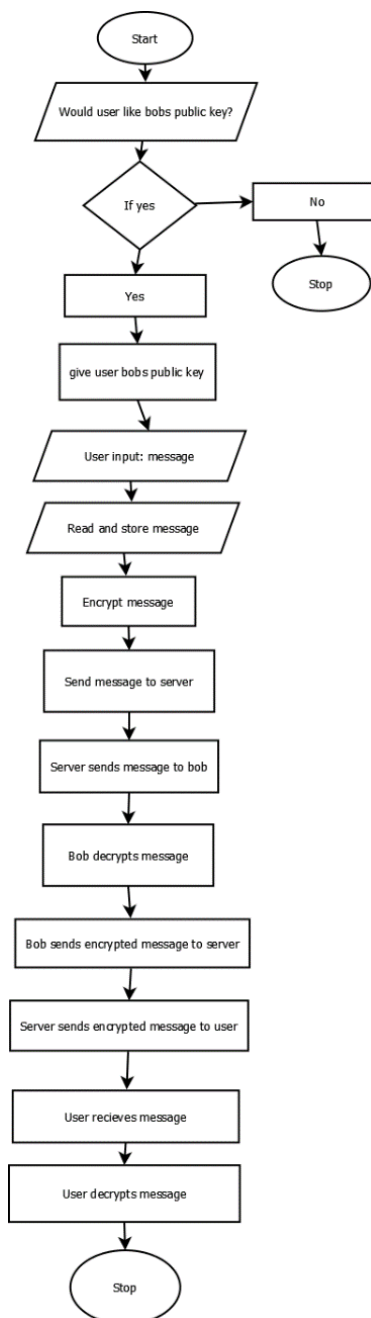 Start
Would user like bobs public key?
If yes
No
Stop
Yes
give user bobs public key
User input: message
Read and store message
Encrypt message
Send message to server
Server sends message to bob
Bob decrypts message
Bob sends encrypted message to server
Server sends encrypted message to user
User recieves message
User decrypts message
Stop